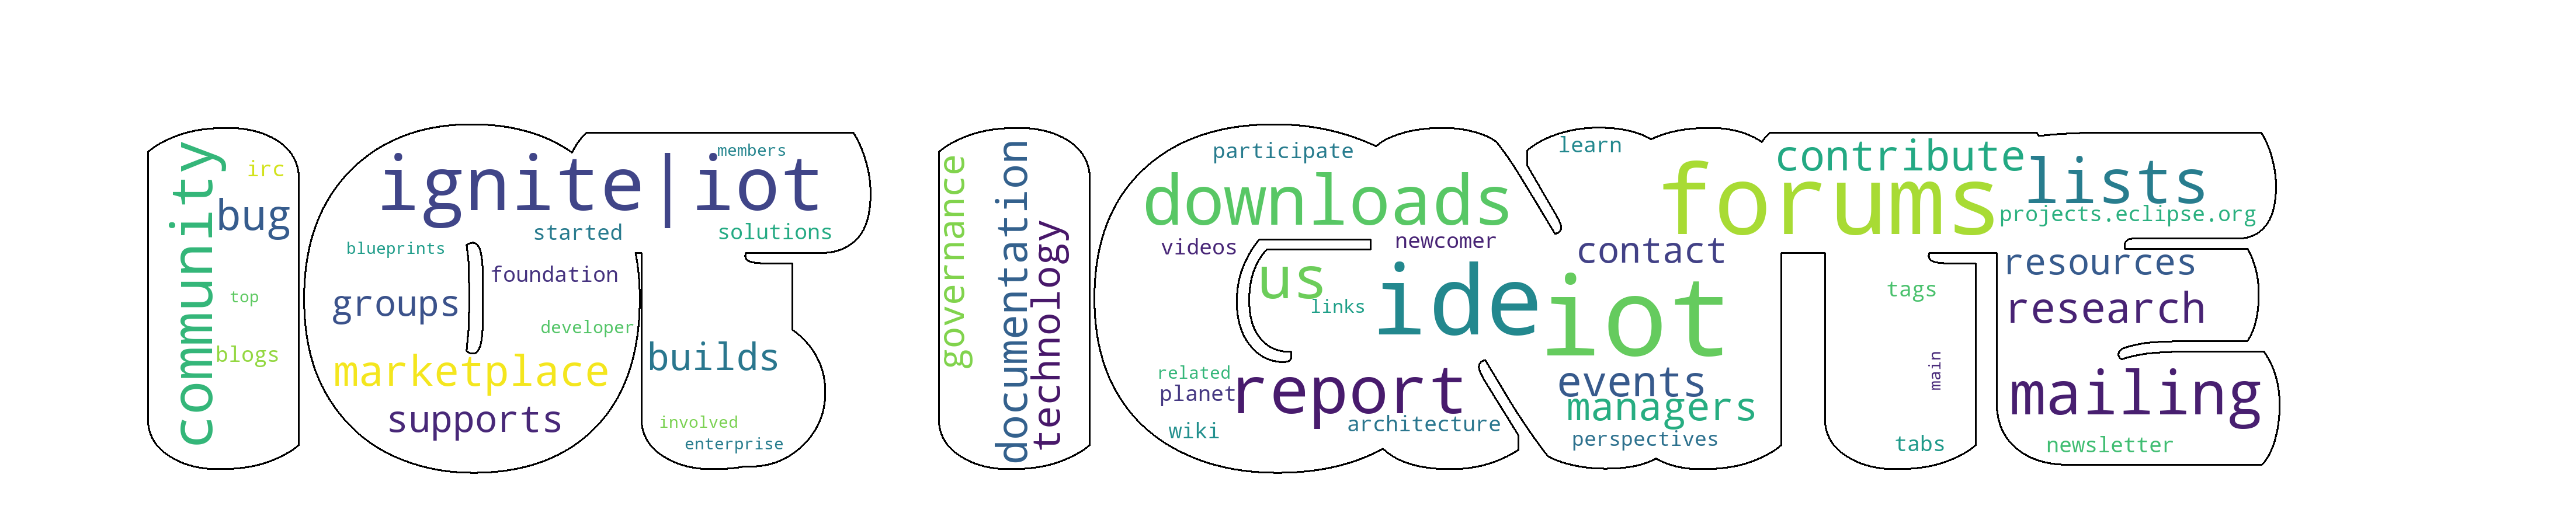 community
irc
bug
top
blogs
members
ignite|iot
started
solutions
blueprints
foundation
groups
developer
marketplace
builds
supports
involved
enterprise
governance
documentation
technology
participate
downloads
videos
newcomer
us
links
ide
related
planet
report
architecture
wiki
learn
contribute
forums
lists
projects.eclipse.org
contact
iot
events
managers
perspectives
tags
main
tabs
resources
research
mailing
newsletter